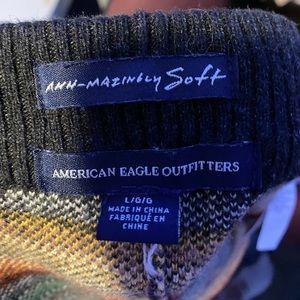 AHH-MAZINGLY Soft
AMERICAN EAGLE OUTFITTERS
L/G/G
MADE IN CHINA
FABRIQUÉ EN
CHINE